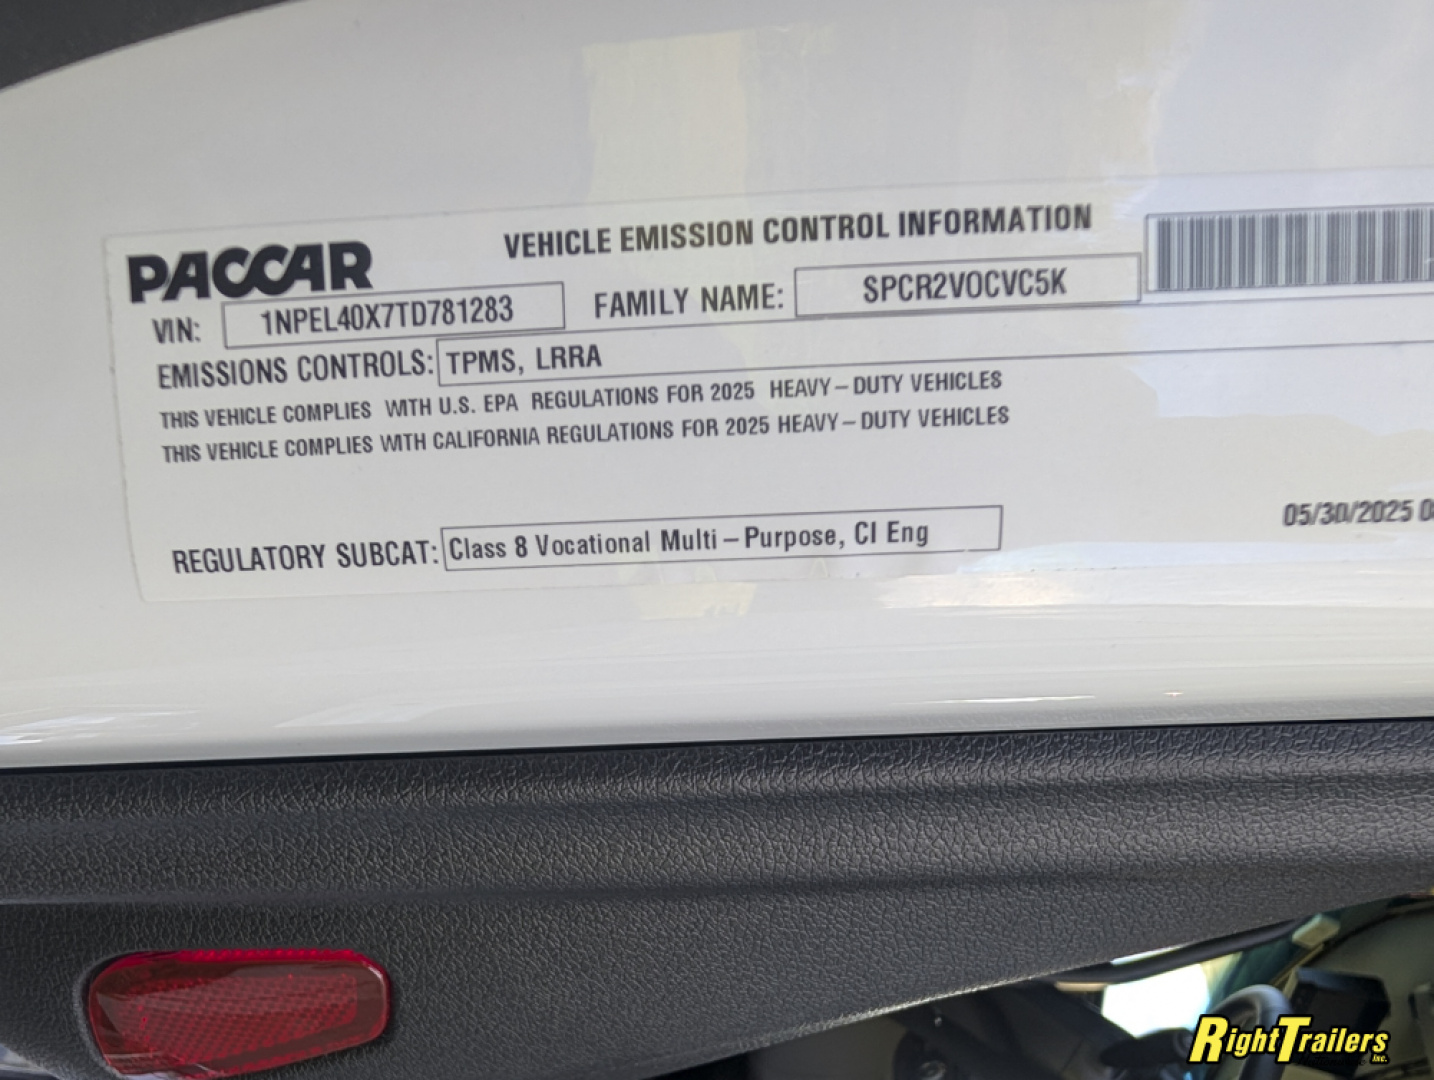 PACCAR
VEHICLE EMISSION CONTROL INFORMATION
VIN: 1NPEL40X7TD781283 FAMILY NAME: SPCR2VOCVC5K
EMISSIONS CONTROLS: TPMS, LRRA
THIS VEHICLE COMPLIES WITH U.S. EPA REGULATIONS FOR 2025 HEAVY-DUTY VEHICLES
THIS VEHICLE COMPLIES WITH CALIFORNIA REGULATIONS FOR 2025 HEAVY-DUTY VEHICLES
05/30/2025
REGULATORY SUBCAT: Class 8 Vocational Multi-Purpose, CI Eng
RightTrailers Inc.